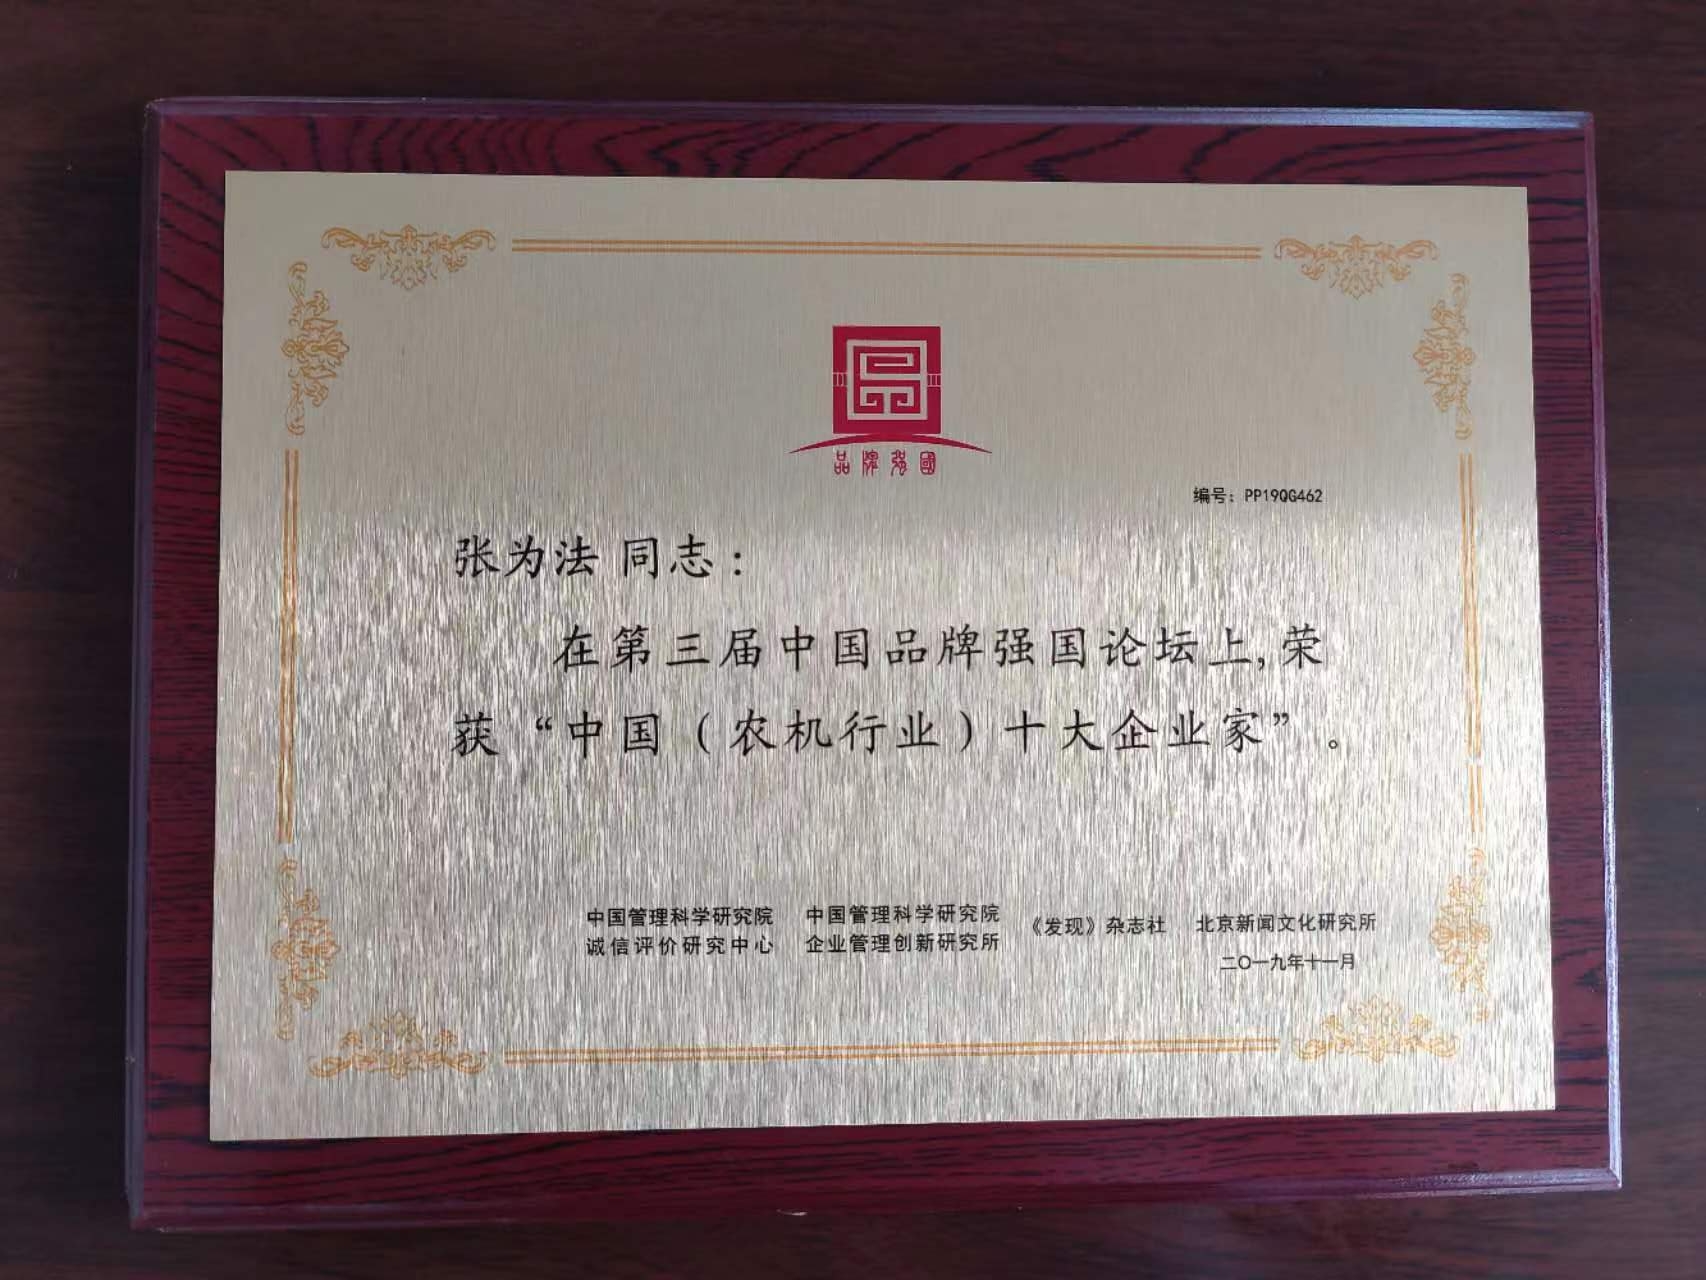 品牌强國
编号：PP19QG462
张为法 同志：
在第三届中国品牌强国论坛上,荣
获“中国（农机行业）十大企业家”。
中国管理科学研究院
诚信评价研究中心
中国管理科学研究院
企业管理创新研究所
《发现》杂志社
北京新闻文化研究所
二〇一九年十一月